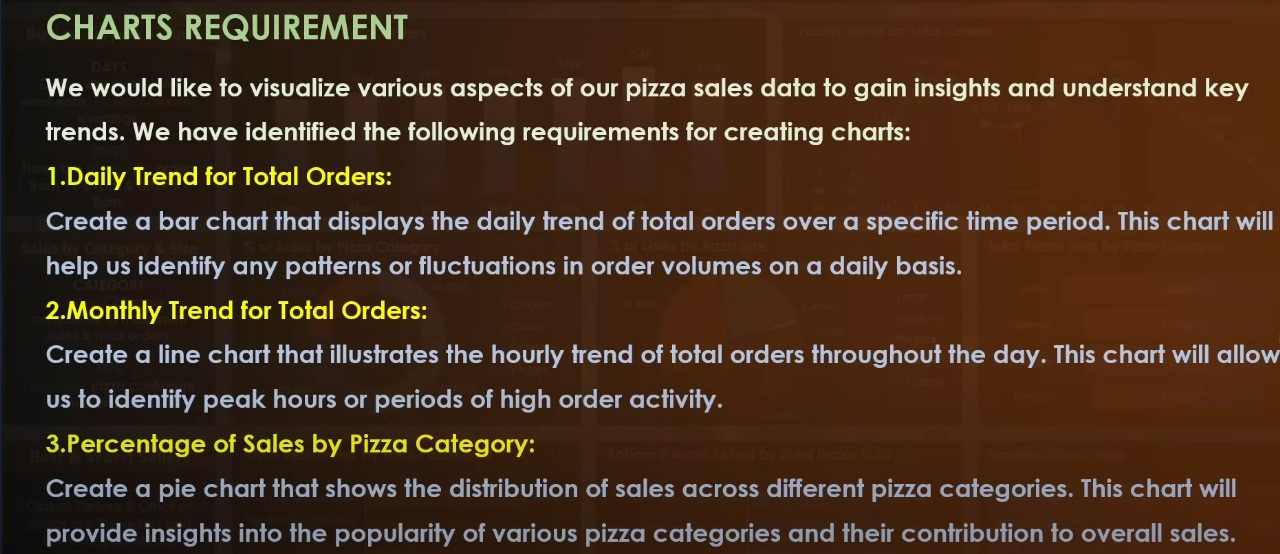 CHARTS REQUIREMENT
We would like to visualize various aspects of our pizza sales data to gain insights and understand key
trends. We have identified the following requirements for creating charts:
1.Daily Trend for Total Orders:
Create a bar chart that displays the daily trend of total orders over a specific time period. This chart will
help us identify any patterns or fluctuations in order volumes on a daily basis.
2.Monthly Trend for Total Orders:
Create a line chart that illustrates the hourly trend of total orders throughout the day. This chart will allow
us to identify peak hours or periods of high order activity.
3.Percentage of Sales by Pizza Category:
Create a pie chart that shows the distribution of sales across different pizza categories. This chart will
provide insights into the popularity of various pizza categories and their contribution to overall sales.